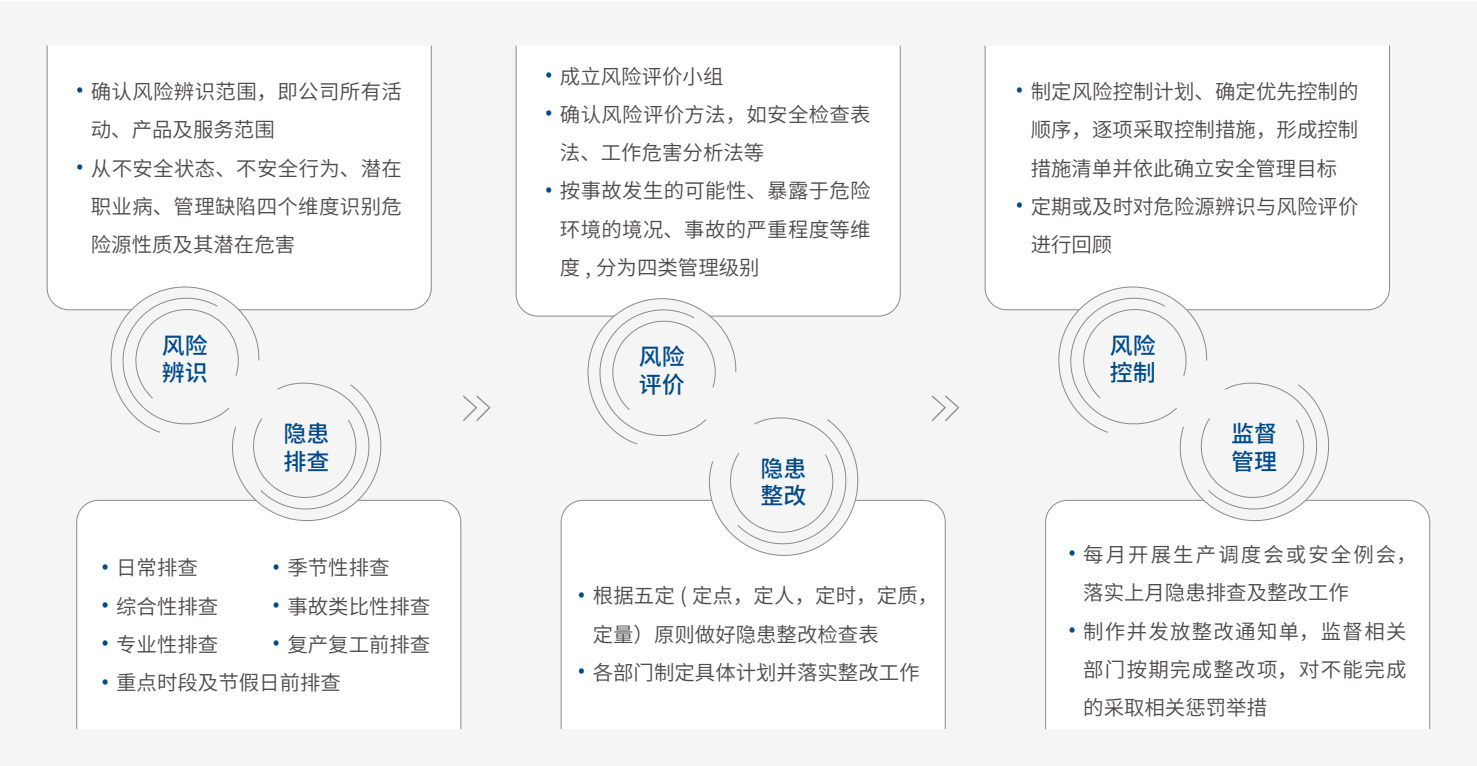 • 确认风险辨识范围，即公司所有活
动、产品及服务范围
• 从不安全状态、不安全行为、潜在
职业病、管理缺陷四个维度识别危
险源性质及其潜在危害
风险
辨识
隐患
排查
• 日常排查
• 季节性排查
• 综合性排查
• 事故类比性排查
• 专业性排查
• 复产复工前排查
• 重点时段及节假日前排查
• 成立风险评价小组
• 确认风险评价方法，如安全检查表
法、工作危害分析法等
• 按事故发生的可能性、暴露于危险
环境的境况、事故的严重程度等维
度 , 分为四类管理级别
风险
评价
隐患
整改
• 根据五定 ( 定点，定人，定时，定质，
定量）原则做好隐患整改检查表
• 各部门制定具体计划并落实整改工作
• 制定风险控制计划、确定优先控制的
顺序，逐项采取控制措施，形成控制
措施清单并依此确立安全管理目标
• 定期或及时对危险源辨识与风险评价
进行回顾
风险
控制
监督
管理
• 每月开展生产调度会或安全例会，
落实上月隐患排查及整改工作
• 制作并发放整改通知单，监督相关
部门按期完成整改项，对不能完成
的采取相关惩罚举措